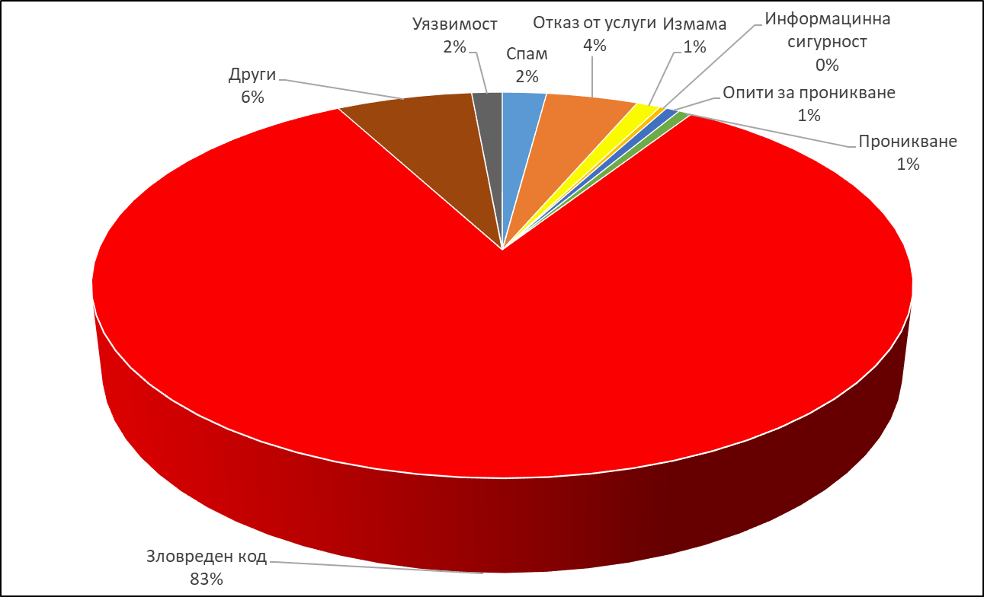 Уязвимост
2%
Спам
2%
Отказ от услуги
4%
Измама
1%
Информацинна
сигурност
0%
Опити за проникване
1%
Проникване
1%
Други
6%
Зловреден код
83%